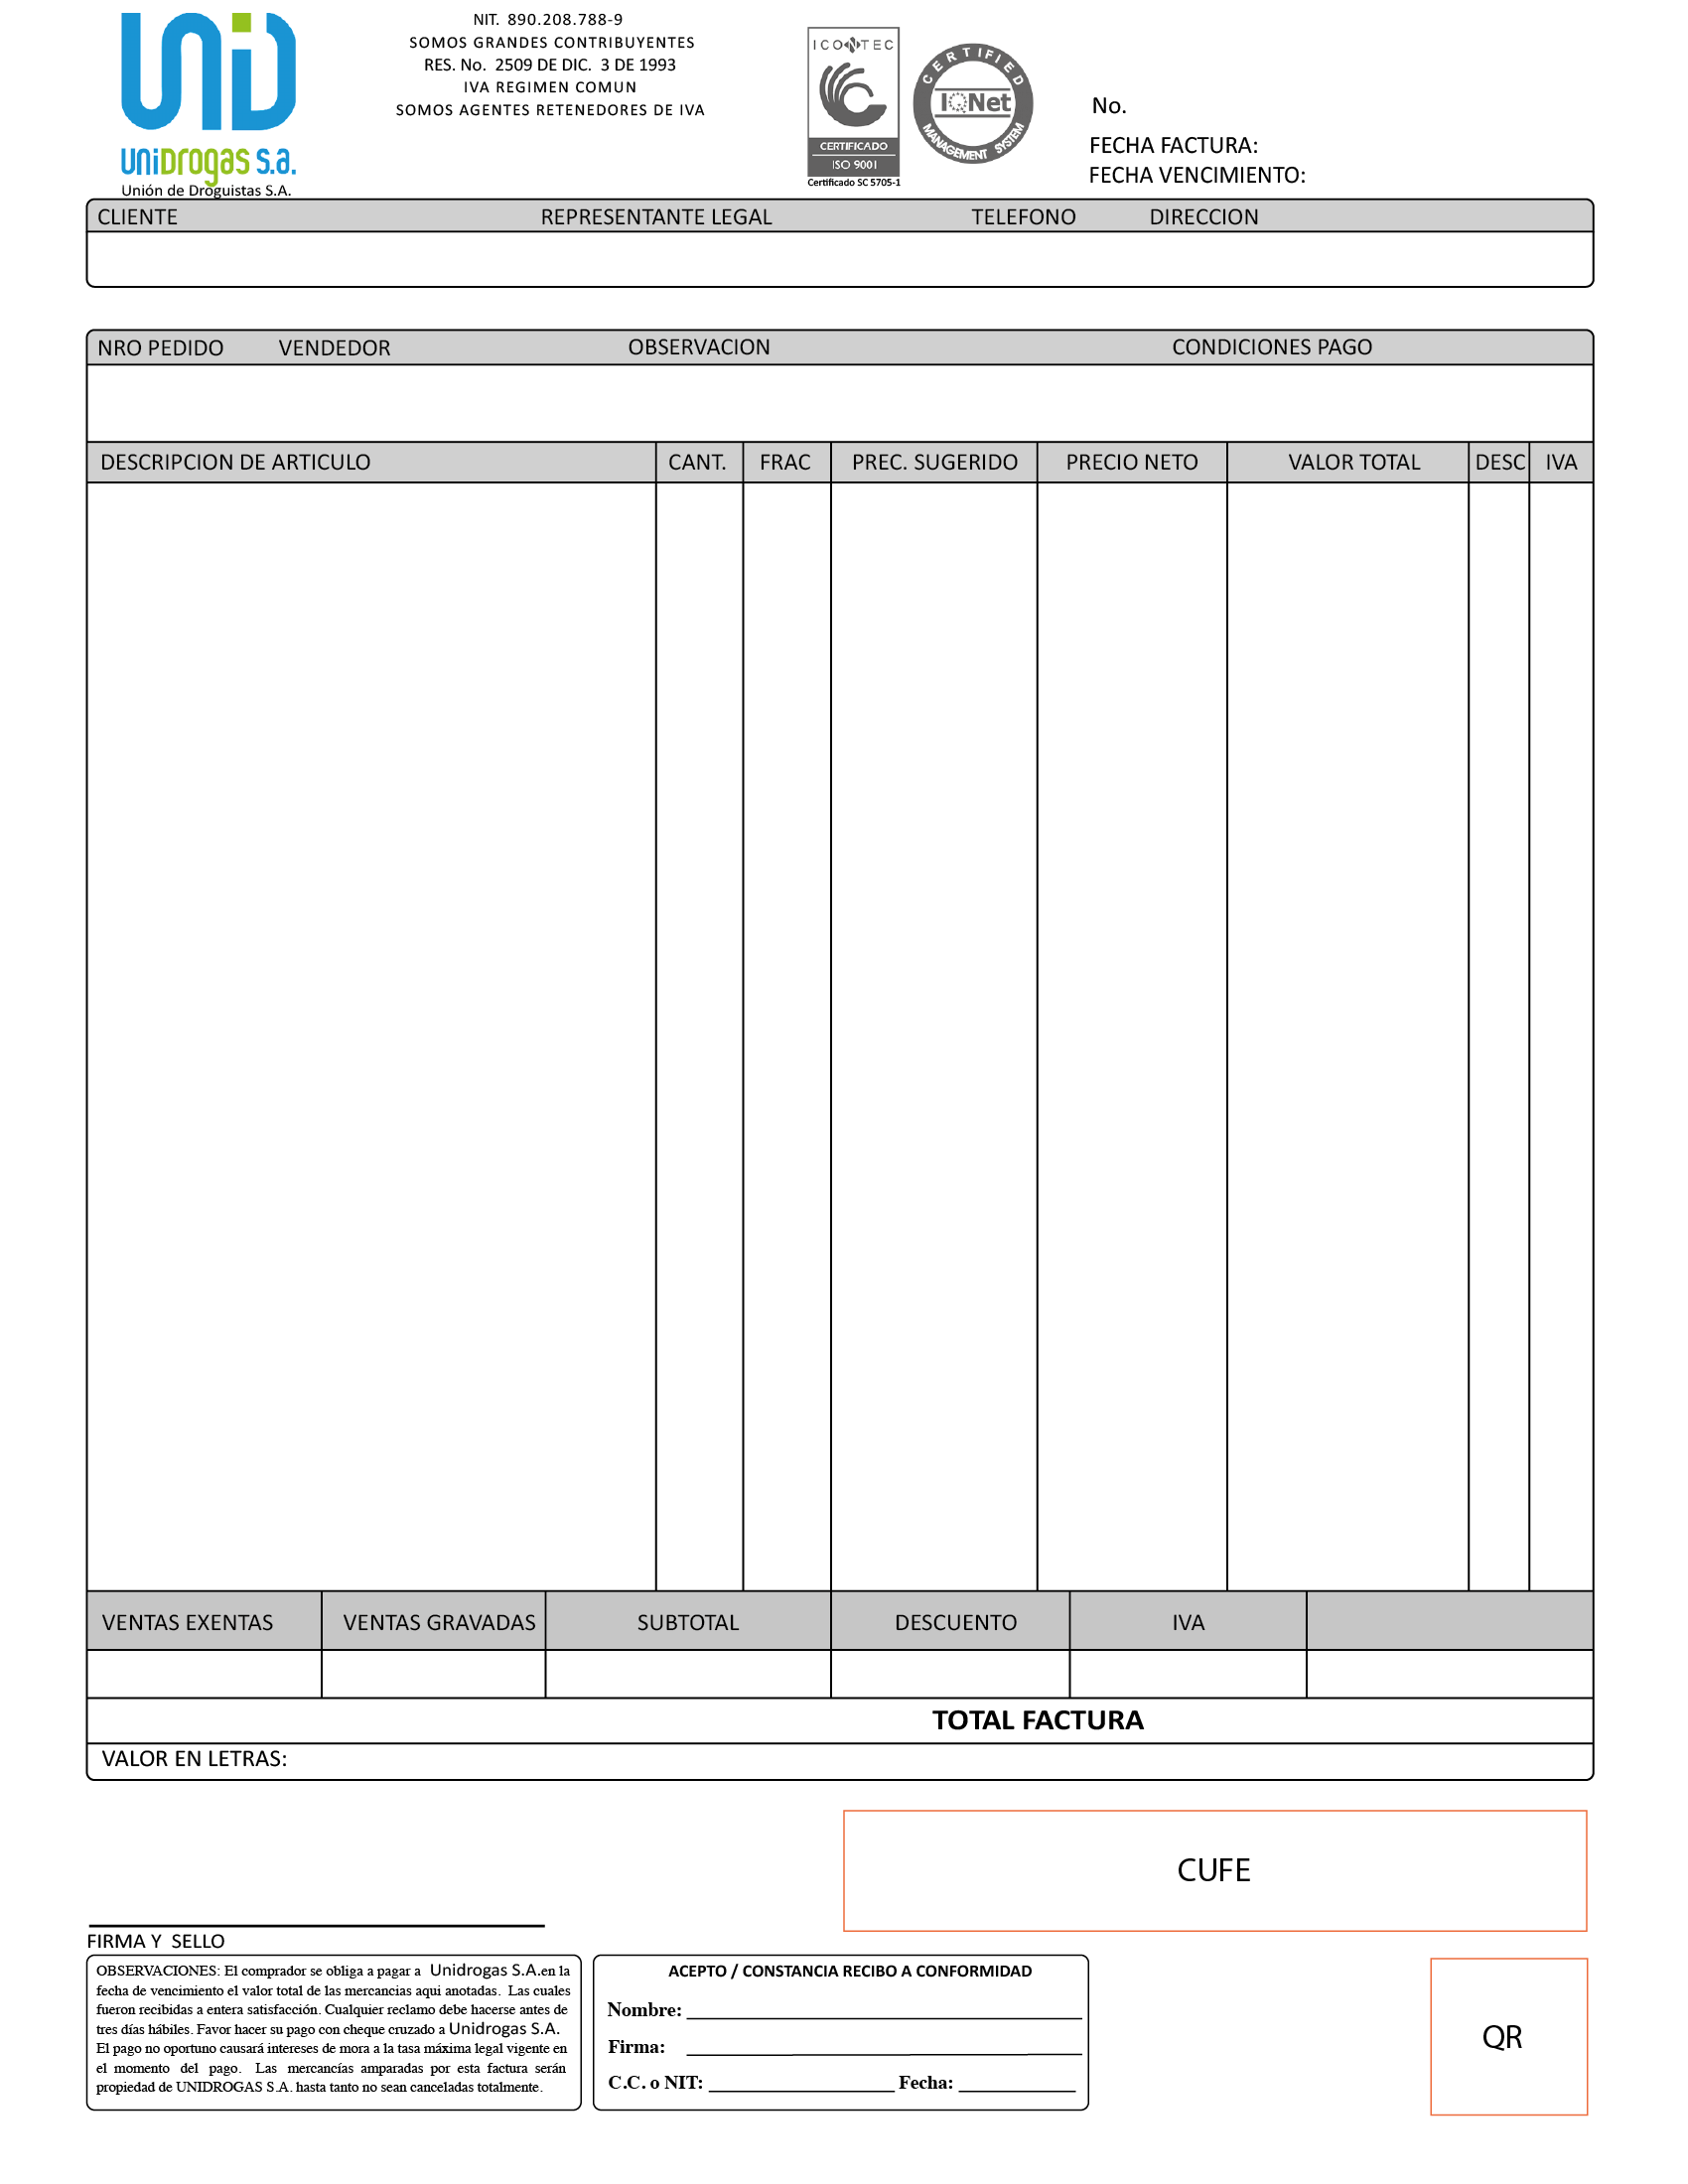 UNID
UniDrogas s.a.
Unión de Droguistas S.A.
NIT. 890.208.788-9
SOMOS GRANDES CONTRIBUYENTES
RES. No. 2509 DE DIC. 3 DE 1993
IVA REGIMEN COMUN
SOMOS AGENTES RETENEDORES DE IVA
ICONTEC
CERTIFICADO
ISO 9001
Certificado SC 5705-1
CERTIFIED
IQNet
MANAGEMENT SYSTEM
No.
FECHA FACTURA:
FECHA VENCIMIENTO:
CLIENTE REPRESENTANTE LEGAL TELEFONO DIRECCION
NRO PEDIDO VENDEDOR OBSERVACION CONDICIONES PAGO
DESCRIPCION DE ARTICULO CANT. FRAC PREC. SUGERIDO PRECIO NETO VALOR TOTAL DESC IVA
VENTAS EXENTAS VENTAS GRAVADAS SUBTOTAL DESCUENTO IVA
TOTAL FACTURA
VALOR EN LETRAS:
CUFE
FIRMA Y SELLO
OBSERVACIONES: El comprador se obliga a pagar a Unidrogas S.A.en la
fecha de vencimiento el valor total de las mercancias aqui anotadas. Las cuales
fueron recibidas a entera satisfacción. Cualquier reclamo debe hacerse antes de
tres días hábiles. Favor hacer su pago con cheque cruzado a Unidrogas S.A.
El pago no oportuno causará intereses de mora a la tasa máxima legal vigente en
el momento del pago. Las mercancías amparadas por esta factura serán
propiedad de UNIDROGAS S.A. hasta tanto no sean canceladas totalmente.
ACEPTO / CONSTANCIA RECIBO A CONFORMIDAD
Nombre:
Firma:
C.C. o NIT: Fecha:
QR